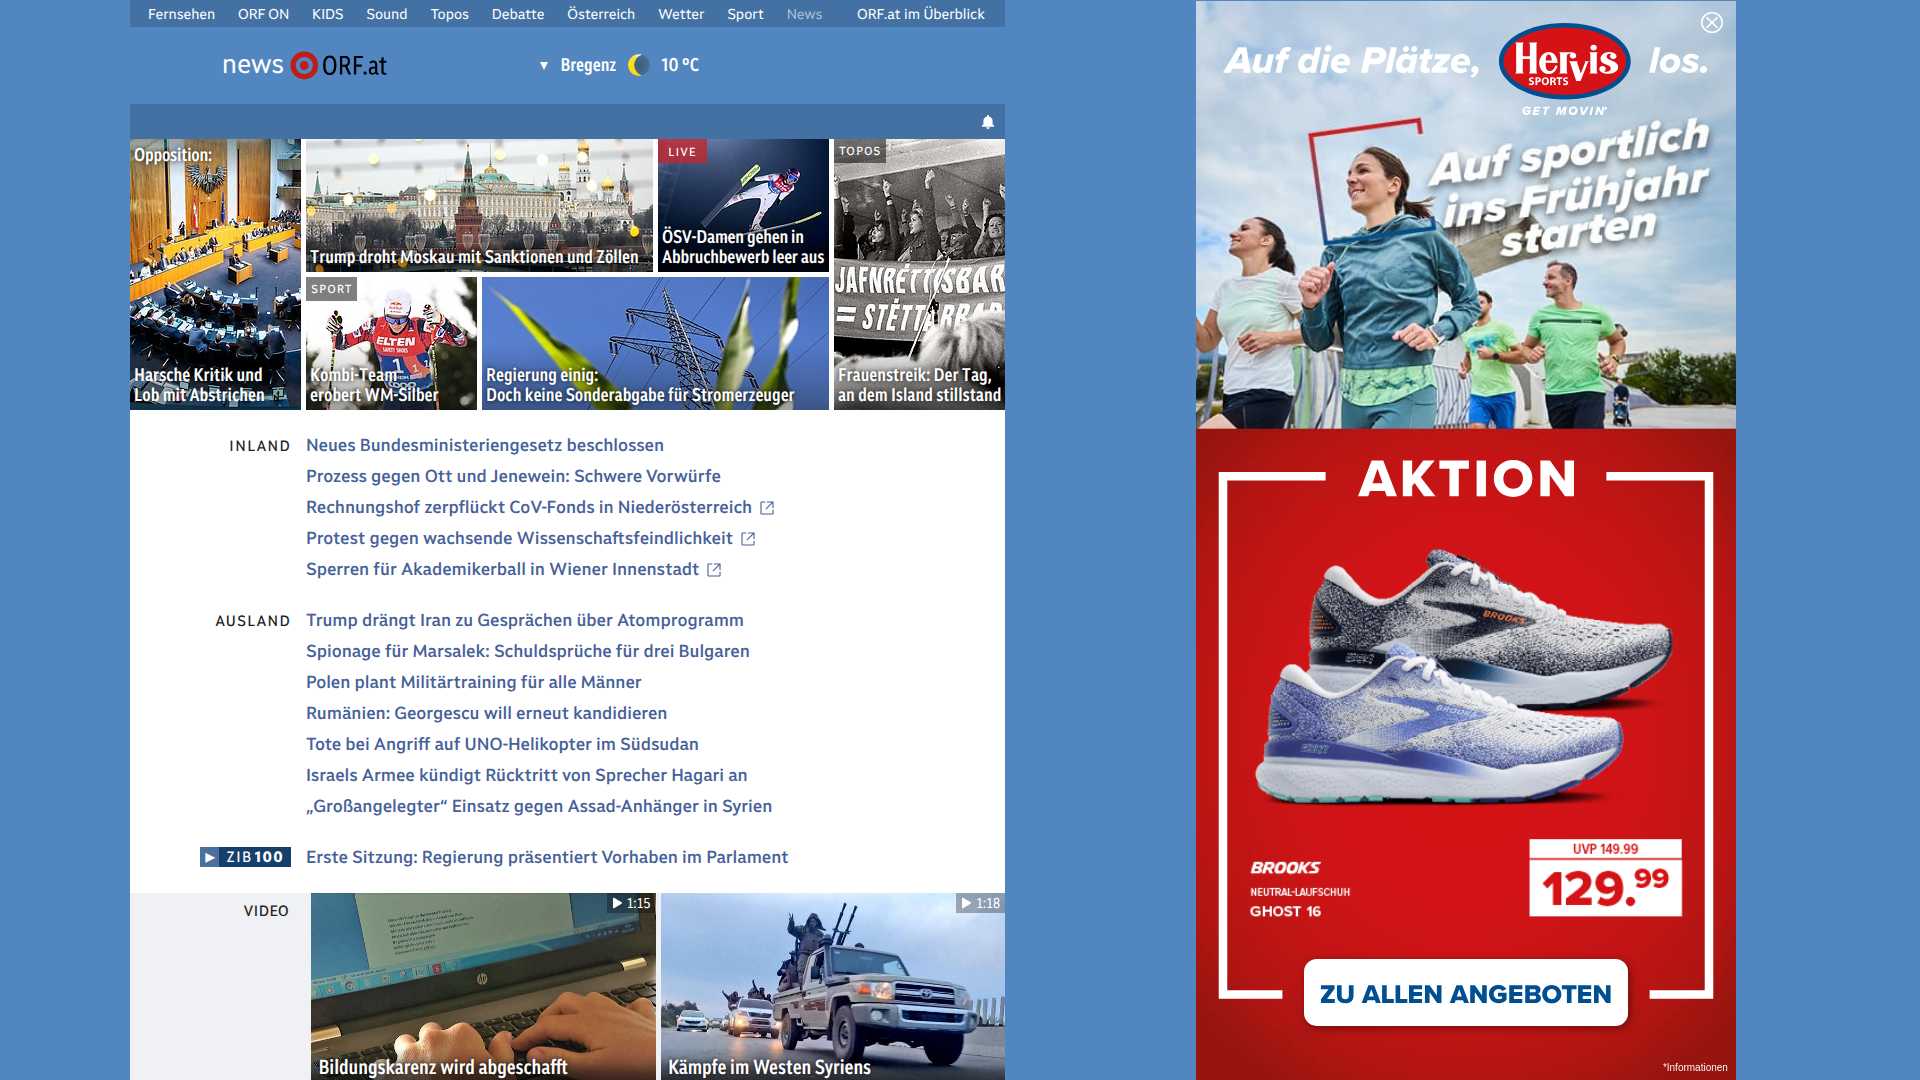 Fernsehen ORF ON KIDS Sound Topos Debatte Österreich Wetter Sport News ORF.at im Überblick
news ORF.at
Bregenz 10 ºC
Opposition:
Harsche Kritik und
Lob mit Abstrichen
Trump droht Moskau mit Sanktionen und Zöllen
LIVE
ÖSV-Damen gehen in
Abbruchbewerb leer aus
TOPOS
JAFNRÉTTISBAR
= STÉTTABAR
Frauenstreik: Der Tag,
an dem Island stillstand
SPORT
ELTEN
1
Kombi-Team
erobert WM-Silber
Regierung einig:
Doch keine Sonderabgabe für Stromerzeuger
INLAND
Neues Bundesministeriengesetz beschlossen
Prozess gegen Ott und Jenewein: Schwere Vorwürfe
Rechnungshof zerpflückt CoV-Fonds in Niederösterreich
Protest gegen wachsende Wissenschaftsfeindlichkeit
Sperren für Akademikerball in Wiener Innenstadt
AUSLAND
Trump drängt Iran zu Gesprächen über Atomprogramm
Spionage für Marsalek: Schuldsprüche für drei Bulgaren
Polen plant Militärtraining für alle Männer
Rumänien: Georgescu will erneut kandidieren
Tote bei Angriff auf UNO-Helikopter im Südsudan
Israels Armee kündigt Rücktritt von Sprecher Hagari an
„Großangelegter“ Einsatz gegen Assad-Anhänger in Syrien
ZIB100
Erste Sitzung: Regierung präsentiert Vorhaben im Parlament
VIDEO
1:15
hp
Bildungskarenz wird abgeschafft
1:18
Kämpfe im Westen Syriens
Auf die Plätze, Hervis los.
SPORTS
GET MOVIN'
Auf sportlich
ins Frühjahr
starten
AKTION
BROOKS
BROOKS
UVP 149.99
129.99
BROOKS
NEUTRAL-LAUFSCHUH
GHOST 16
ZU ALLEN ANGEBOTEN
*Informationen